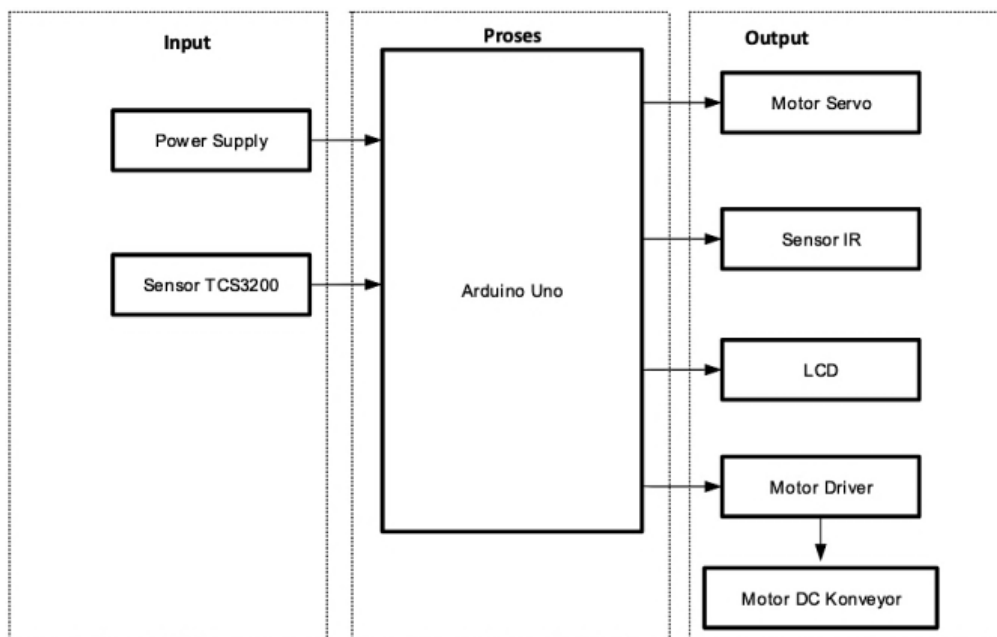 Input
Power Supply
Sensor TCS3200
Proses
Arduino Uno
Output
Motor Servo
Sensor IR
LCD
Motor Driver
Motor DC Konveyor